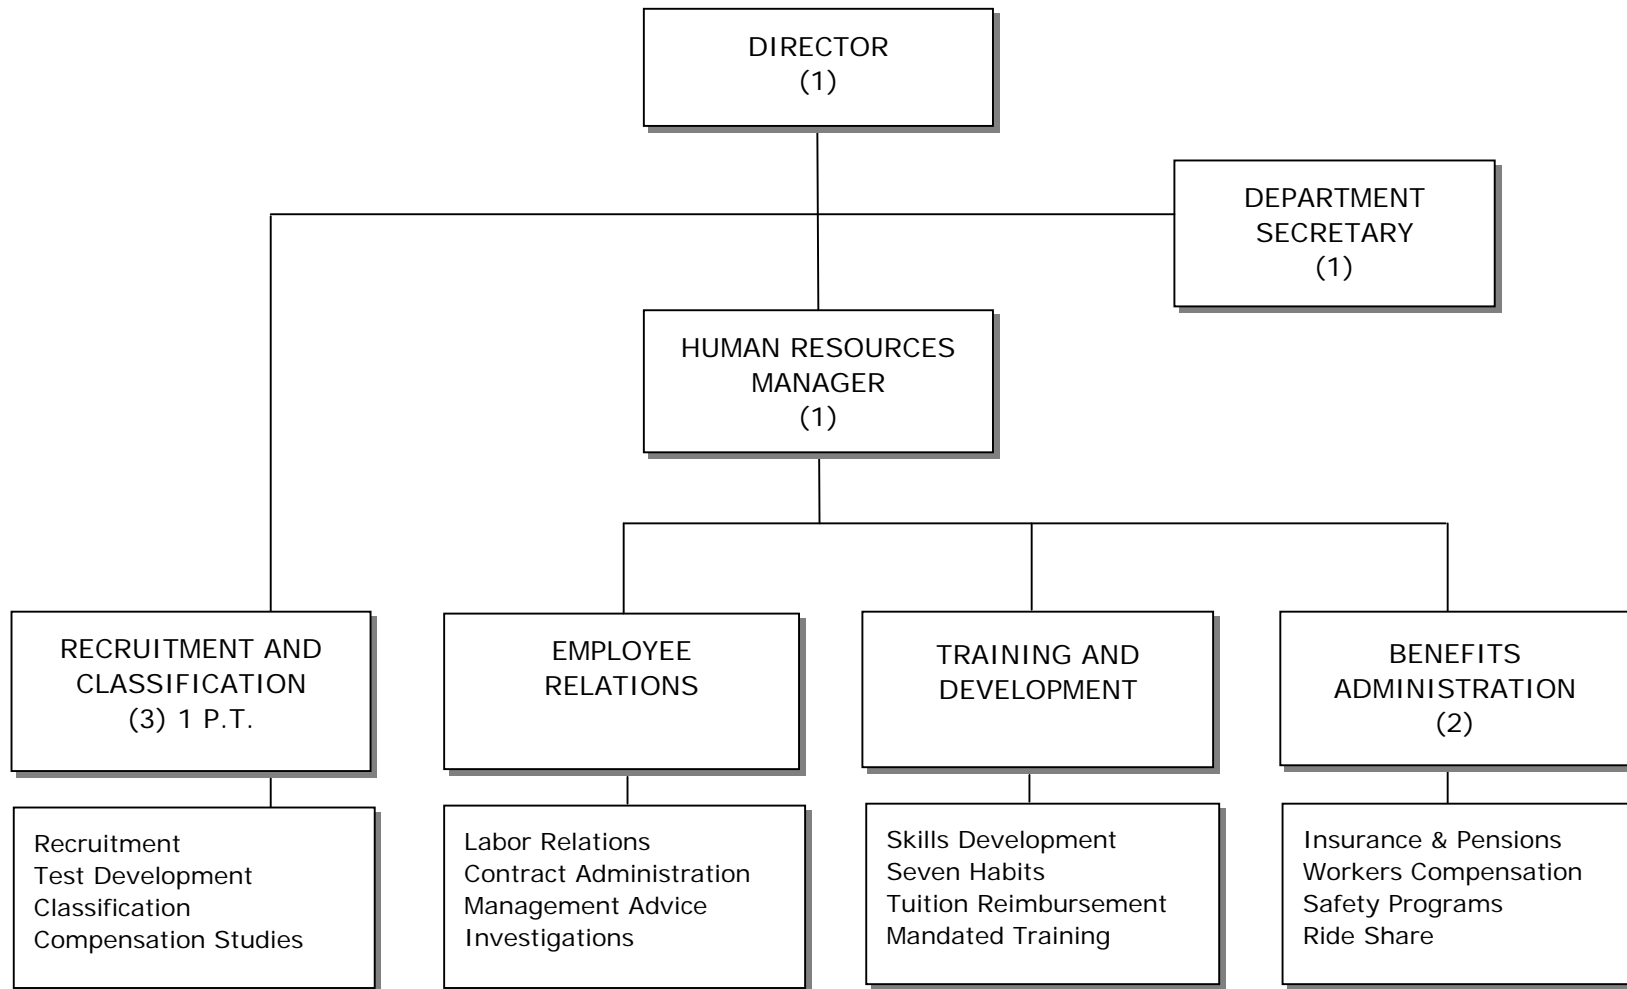 DIRECTOR
(1)
DEPARTMENT
SECRETARY
(1)
HUMAN RESOURCES
MANAGER
(1)
RECRUITMENT AND
CLASSIFICATION
(3) 1 P.T.
EMPLOYEE
RELATIONS
TRAINING AND
DEVELOPMENT
BENEFITS
ADMINISTRATION
(2)
Recruitment
Test Development
Classification
Compensation Studies
Labor Relations
Contract Administration
Management Advice
Investigations
Skills Development
Seven Habits
Tuition Reimbursement
Mandated Training
Insurance & Pensions
Workers Compensation
Safety Programs
Ride Share